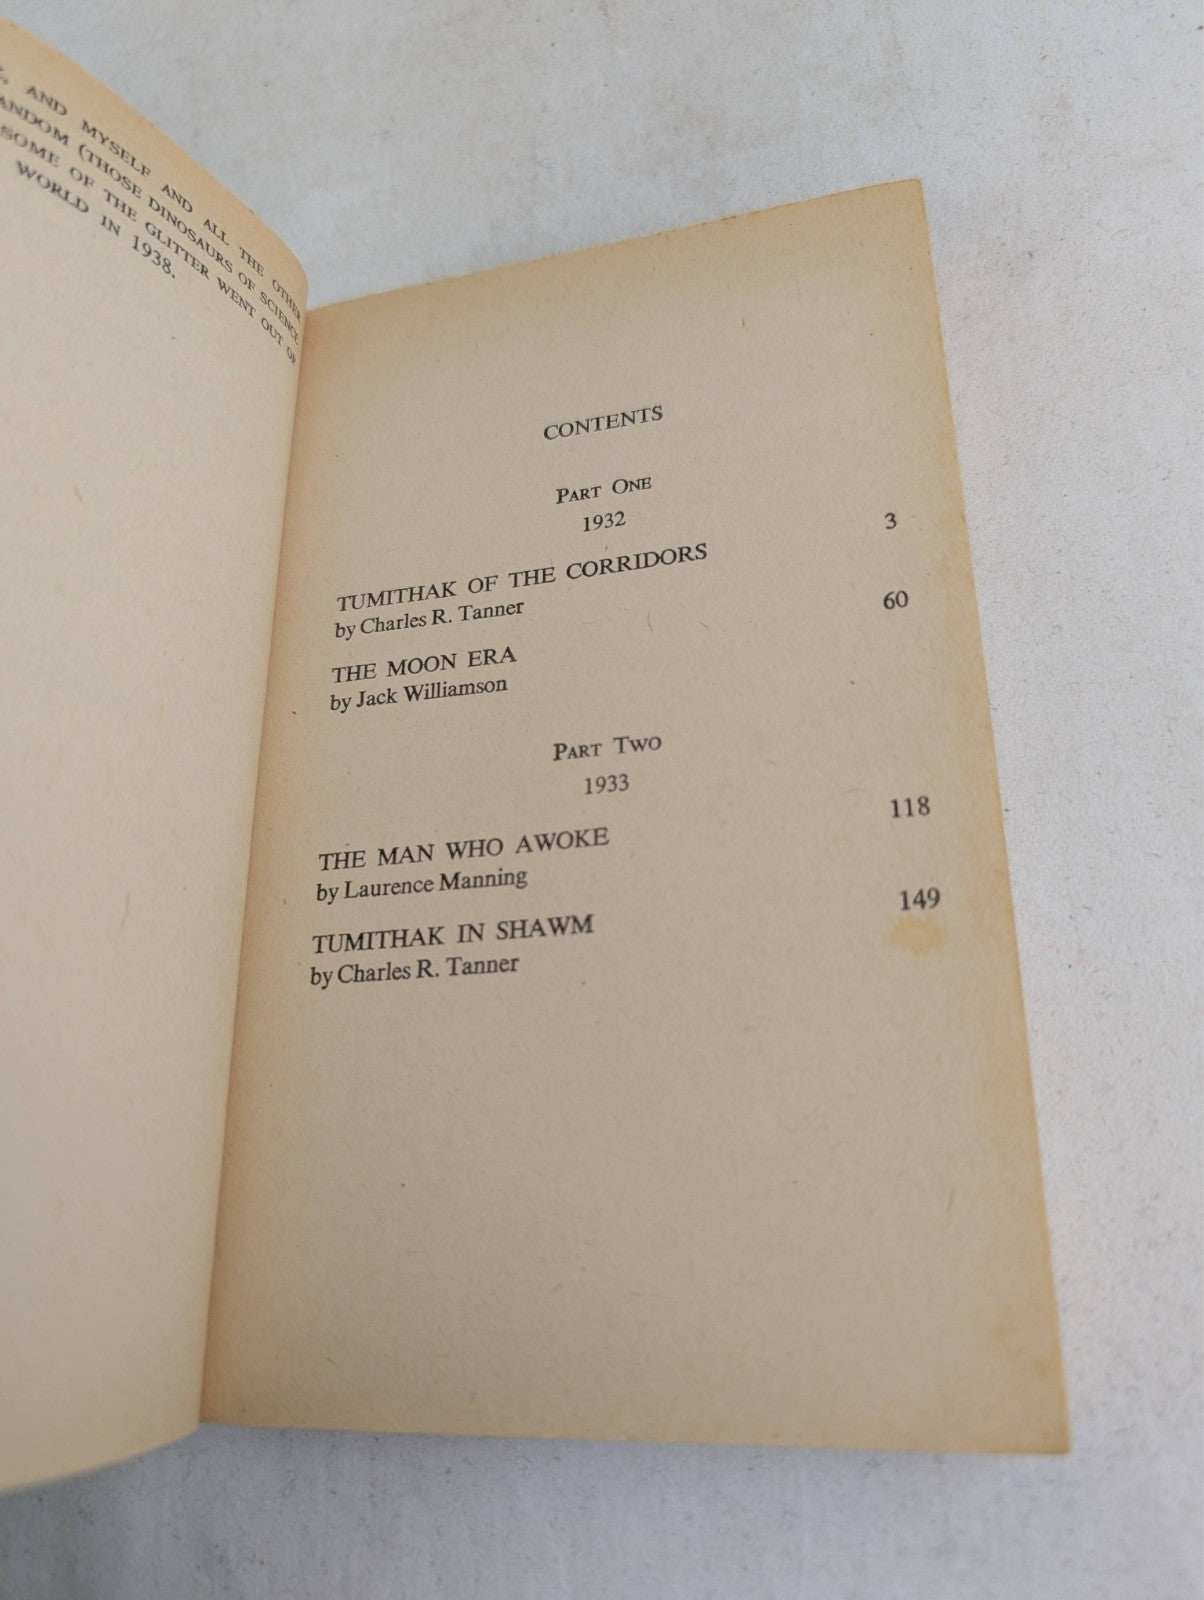 AND MYSELF AND ALL THE OTHER
(THOSE DINOSAURS OF SCIENCE
SOME OF THE GLITTER WENT OUT OF
WORLD IN 1938.
CONTENTS
PART ONE
1932
TUMITHAK OF THE CORRIDORS 3
by Charles R. Tanner
THE MOON ERA 60
by Jack Williamson
PART TWO
1933
THE MAN WHO AWOKE 118
by Laurence Manning
TUMITHAK IN SHAWM 149
by Charles R. Tanner